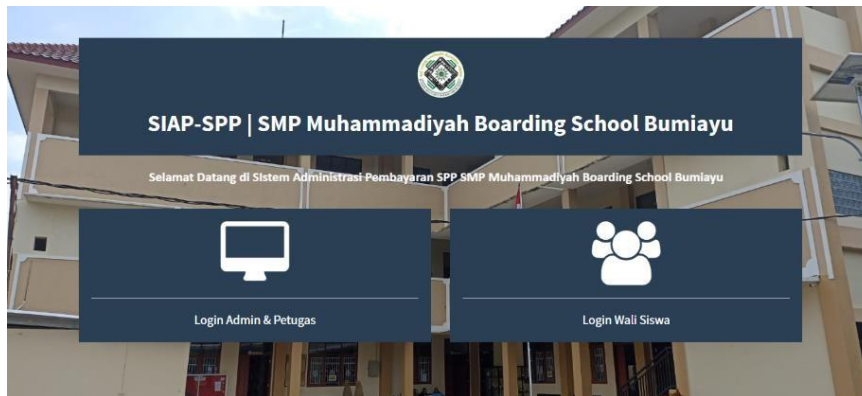 SIAP-SPP | SMP Muhammadiyah Boarding School Bumiayu
Selamat Datang di Sistem Administrasi Pembayaran SPP SMP Muhammadiyah Boarding School Bumiayu
Login Admin & Petugas
Login Wali Siswa